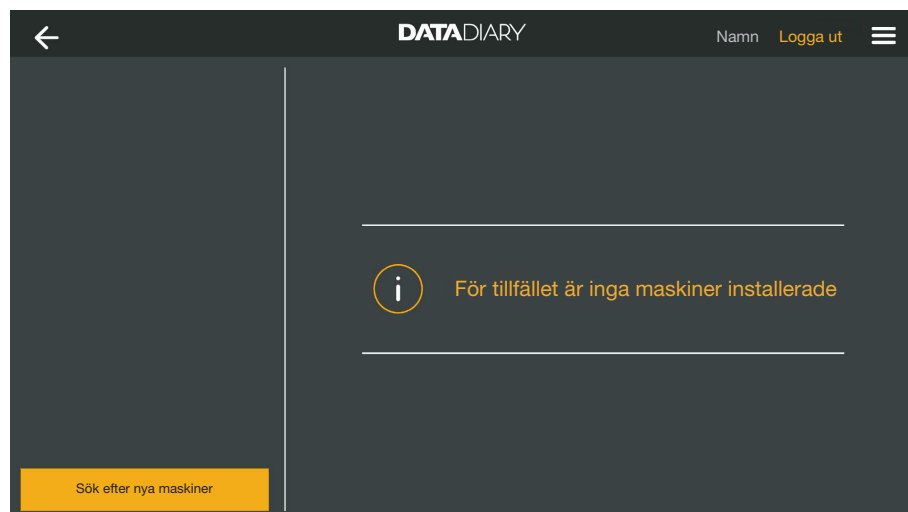 DATADIARY
Namn Logga ut
i För tillfället är inga maskiner installerade
Sök efter nya maskiner